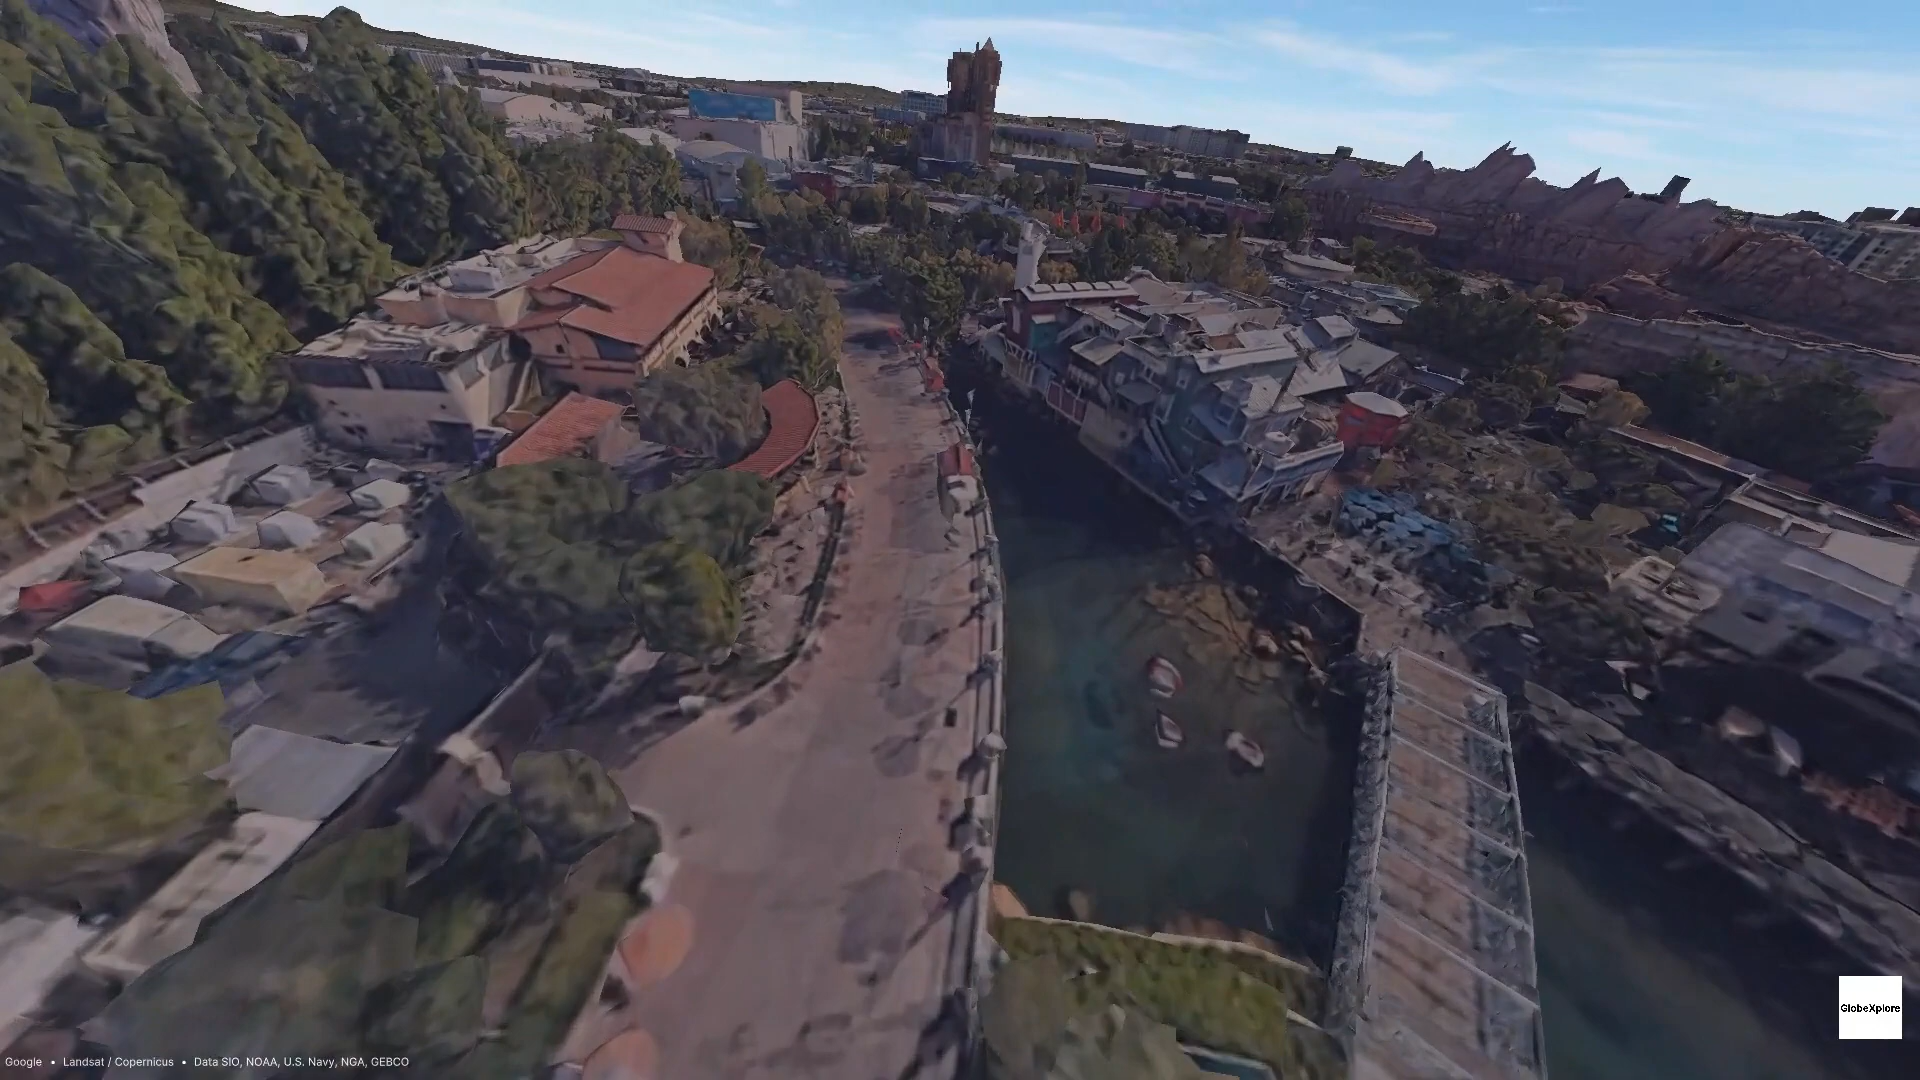 GlobeXplore
Google • Landsat / Copernicus • Data SIO, NOAA, U.S. Navy, NGA, GEBCO